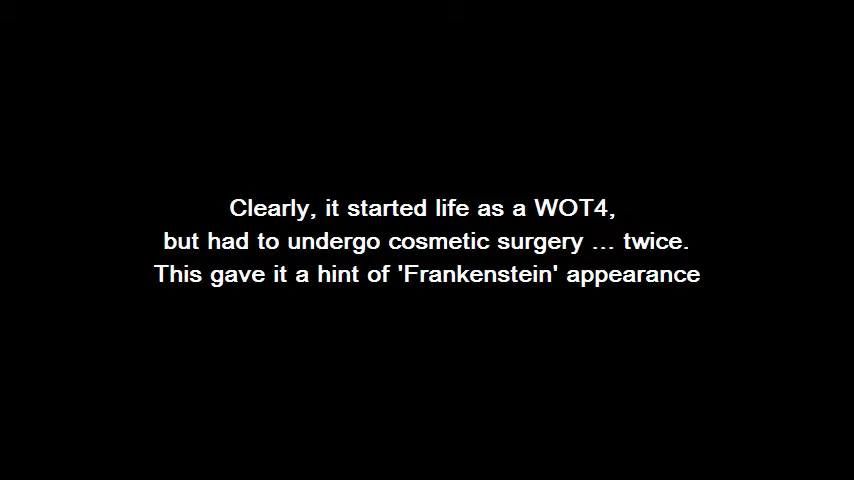 Clearly, it started life as a WOT4,
but had to undergo cosmetic surgery ... twice.
This gave it a hint of 'Frankenstein' appearance